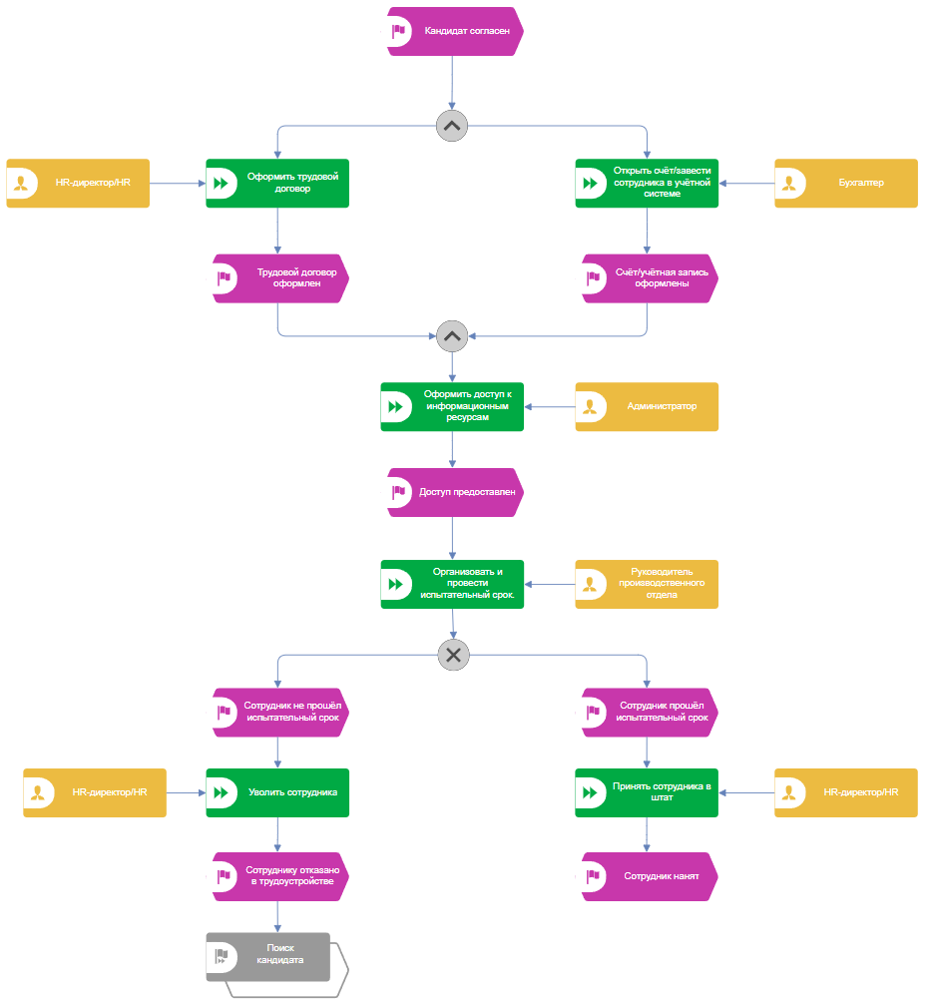 Кандидат согласен
HR-директор/HR
Оформить трудовой
договор
Открыть счёт/завести
сотрудника в учётной
системе
Бухгалтер
Трудовой договор
оформлен
Счёт/учётная запись
оформлены
Оформить доступ к
информационным
ресурсам
Администратор
Доступ предоставлен
Организовать и
провести
испытательный срок.
Руководитель
производственного
отдела
Сотрудник не прошёл
испытательный срок
Сотрудник прошёл
испытательный срок
HR-директор/HR
Уволить сотрудника
Принять сотрудника в
штат
HR-директор/HR
Сотруднику отказано
в трудоустройстве
Сотрудник нанят
Поиск
кандидата